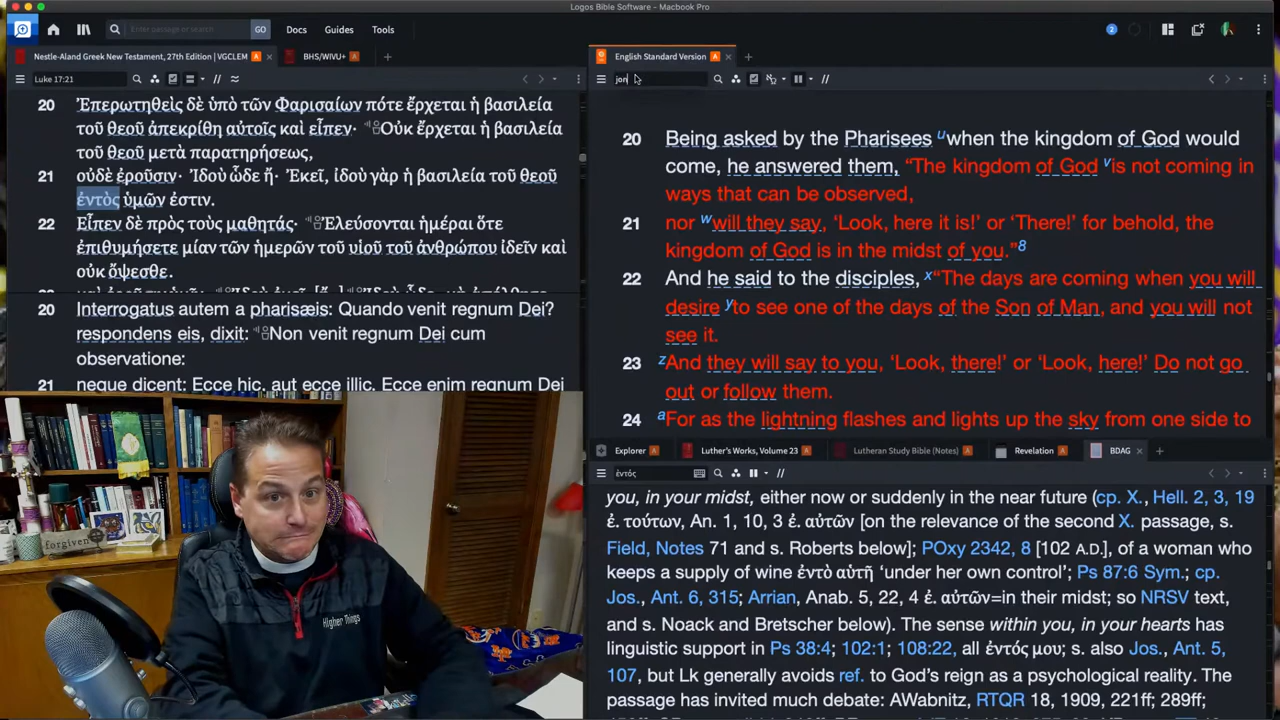 Logos Bible Software - Macbook Pro
Enter passage or search
GO
Docs
Guides
Tools
2
Nestle-Aland Greek New Testament, 27th Edition | VGCLEM A
BHS/WIVU+ A
English Standard Version A
Luke 17:21
jon
20 Ἐπερωτηθεὶς δὲ ὑπὸ τῶν Φαρισαίων πότε ἔρχεται ἡ βασιλεία
τοῦ θεοῦ ἀπεκρίθη αὐτοῖς καὶ εἶπεν· Οὐκ ἔρχεται ἡ βασιλεία
τοῦ θεοῦ μετὰ παρατηρήσεως,
21 οὐδὲ ἐροῦσιν· Ἰδοὺ ὧδε ἤ· Ἐκεῖ, ἰδοὺ γὰρ ἡ βασιλεία τοῦ θεοῦ
ἐντὸς ὑμῶν ἐστιν.
22 Εἶπεν δὲ πρὸς τοὺς μαθητάς· Ἐλεύσονται ἡμέραι ὅτε
ἐπιθυμήσετε μίαν τῶν ἡμερῶν τοῦ υἱοῦ τοῦ ἀνθρώπου ἰδεῖν καὶ
οὐκ ὄψεσθε.
20 Interrogatus autem a pharisæis: Quando venit regnum Dei?
respondens eis, dixit: Non venit regnum Dei cum
observatione:
21 neque dicent: Ecce hic, aut ecce illic. Ecce enim regnum Dei
20 Being asked by the Pharisees u when the kingdom of God would
come, he answered them, “The kingdom of God v is not coming in
ways that can be observed,
21 nor w will they say, ‘Look, here it is!’ or ‘There!’ for behold, the
kingdom of God is in the midst of you.”8
22 And he said to the disciples, x “The days are coming when you will
desire y to see one of the days of the Son of Man, and you will not
see it.
23 z And they will say to you, ‘Look, there!’ or ‘Look, here!’ Do not go
out or follow them.
24 a For as the lightning flashes and lights up the sky from one side to
Explorer A
Luther's Works, Volume 23 A
Lutheran Study Bible (Notes) A
Revelation A
BDAG A
ἐντός
you, in your midst, either now or suddenly in the near future (cp. X., Hell. 2, 3, 19
ἐ. τούτων, An. 1, 10, 3 ἐ. αὐτῶν [on the relevance of the second X. passage, s.
Field, Notes 71 and s. Roberts below]; POxy 2342, 8 [102 A.D.], of a woman who
keeps a supply of wine ἐντὸ αὑτῆ ‘under her own control’; Ps 87:6 Sym.; cp.
Jos., Ant. 6, 315; Arrian, Anab. 5, 22, 4 ἐ. αὐτῶν=in their midst; so NRSV text,
and s. Noack and Bretscher below). The sense within you, in your hearts has
linguistic support in Ps 38:4; 102:1; 108:22, all ἐντός μου; s. also Jos., Ant. 5,
107, but Lk generally avoids ref. to God's reign as a psychological reality. The
passage has invited much debate: AWabnitz, RTQR 18, 1909, 221ff; 289ff;
forgiven
Higher Things